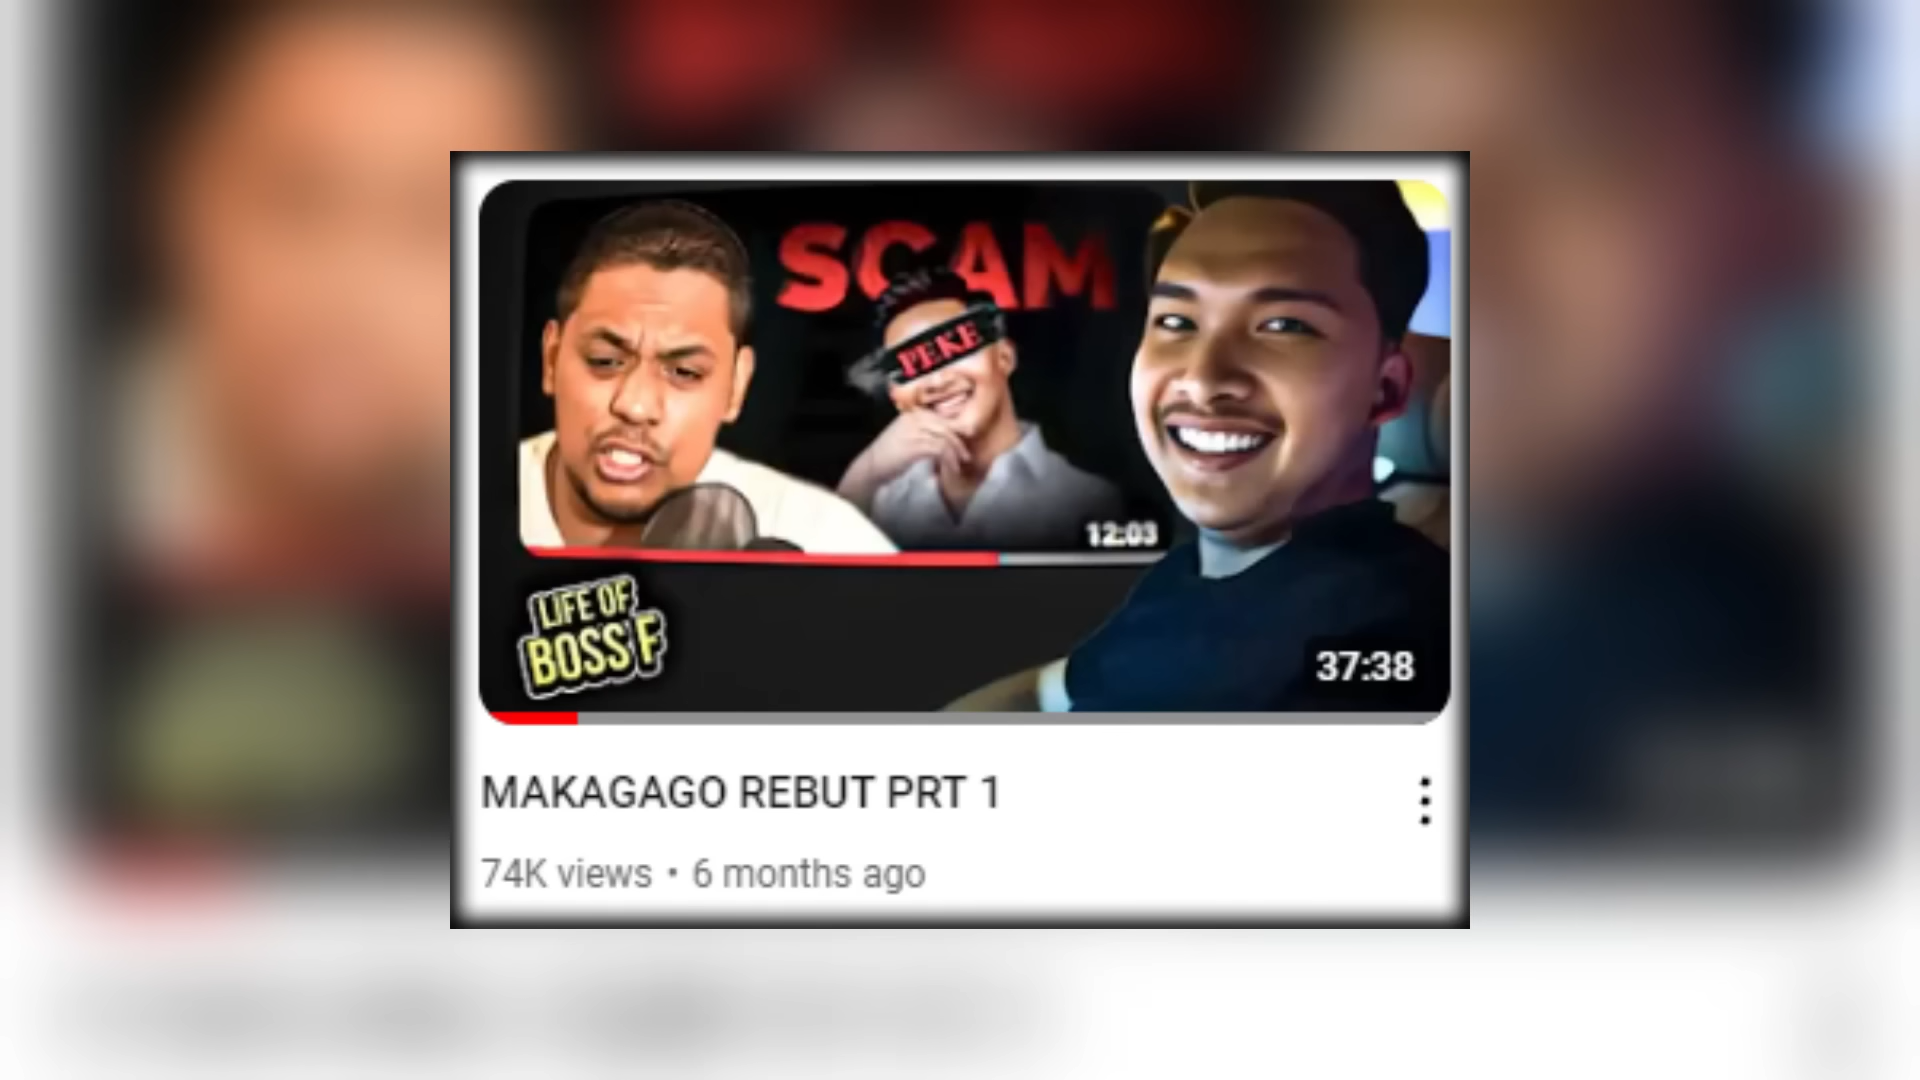 SCAM
PEKE
12:03
LIFE OF
BOSS F
37:38
MAKAGAGO REBUT PRT 1
74K views • 6 months ago